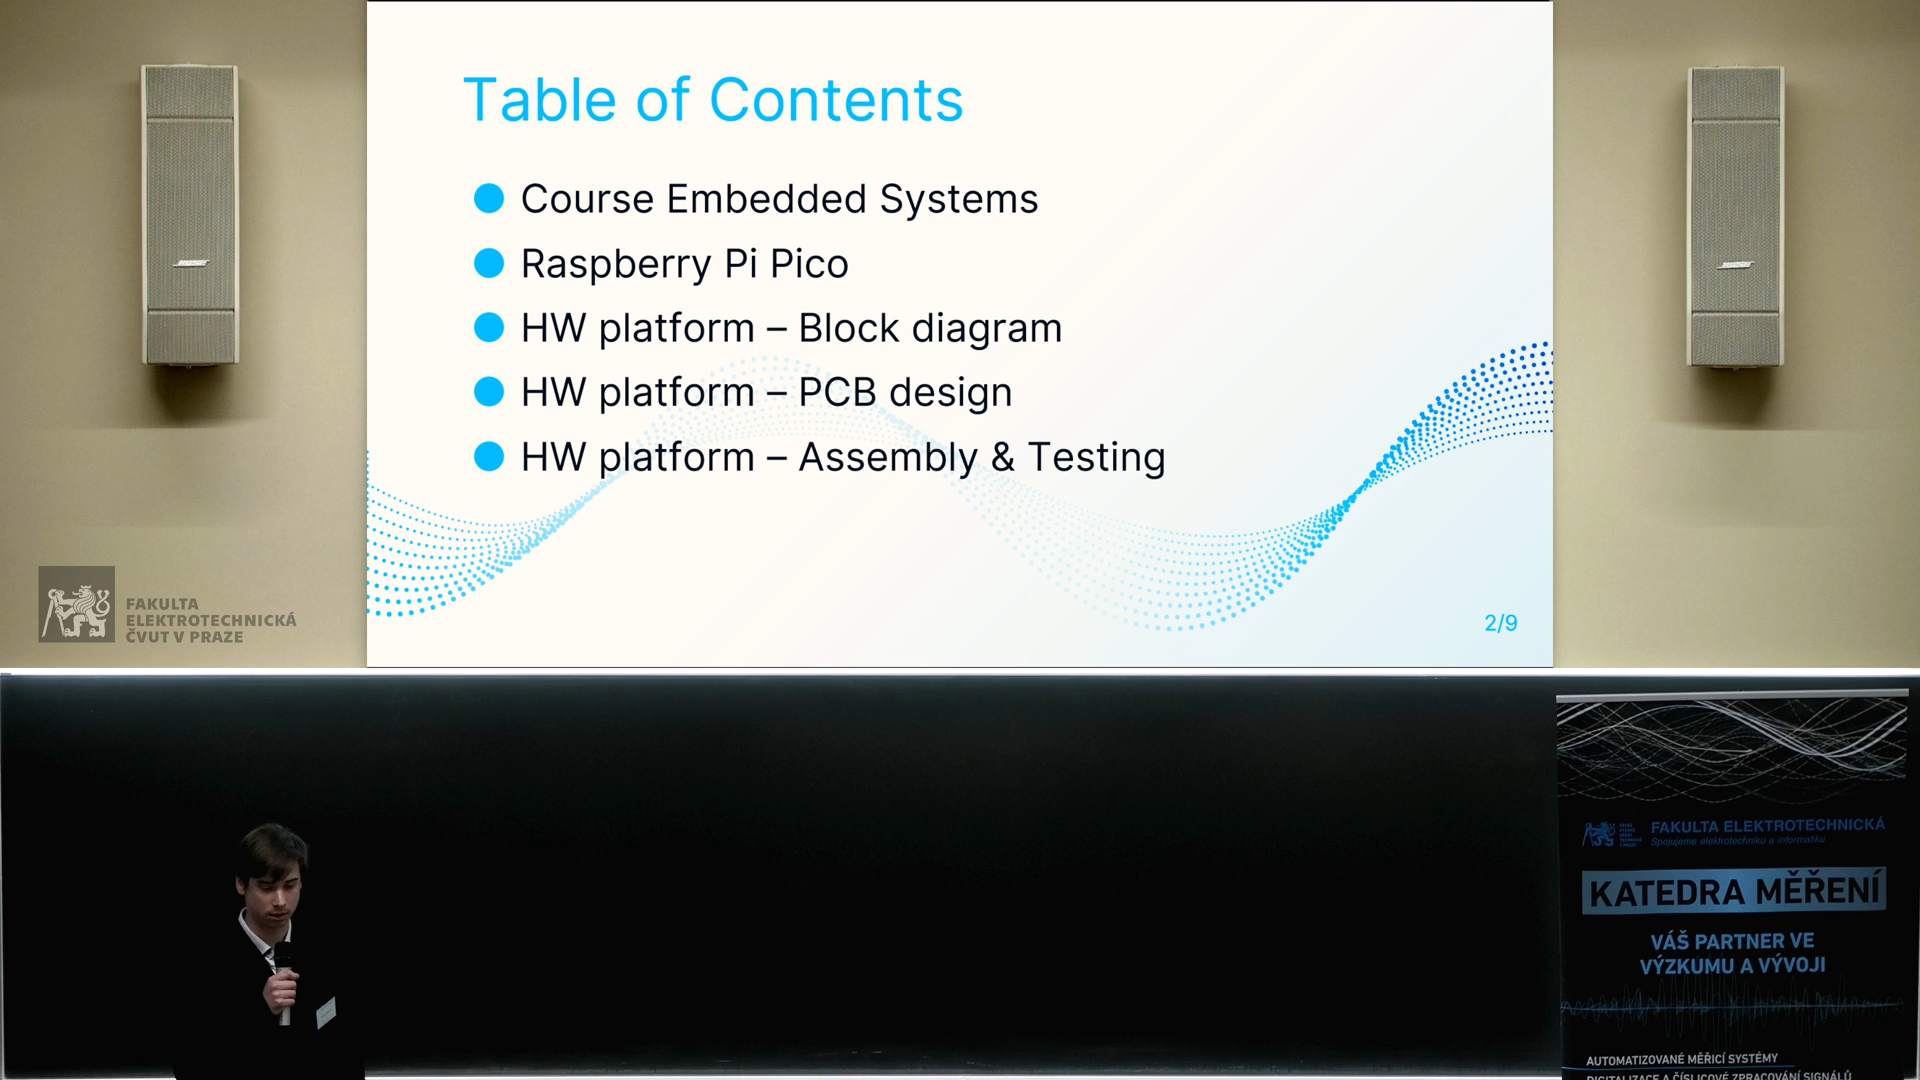 Table of Contents
Course Embedded Systems
Raspberry Pi Pico
HW platform – Block diagram
HW platform – PCB design
HW platform – Assembly & Testing
2/9
FAKULTA
ELEKTROTECHNICKÁ
ČVUT V PRAZE
FAKULTA ELEKTROTECHNICKÁ
Spojujeme elektrotechniku a informatiku
KATEDRA MĚŘENÍ
VÁŠ PARTNER VE
VÝZKUMU A VÝVOJI
AUTOMATIZOVANÉ MĚŘICÍ SYSTÉMY
DIGITALIZACE A ČÍSLICOVÉ ZPRACOVÁNÍ SIGNÁLŮ